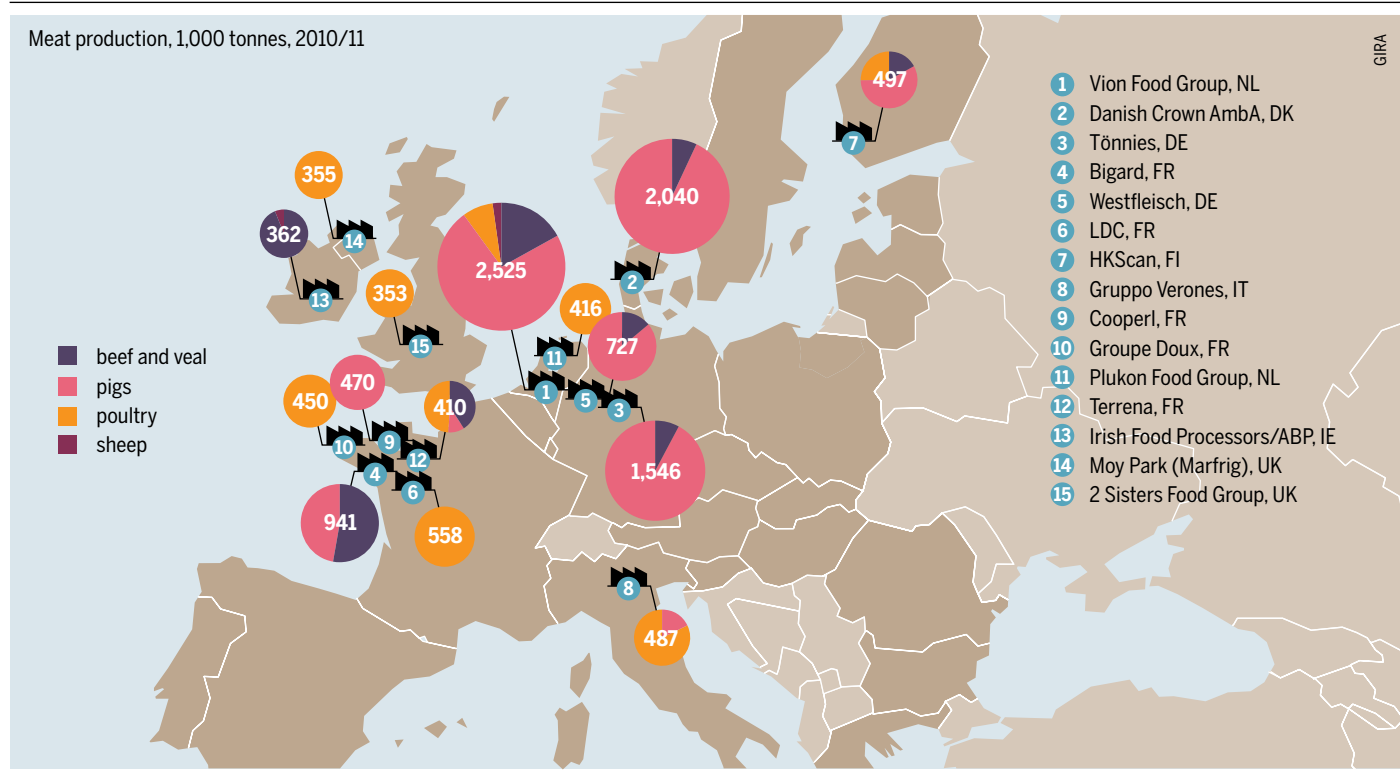 Meat production, 1,000 tonnes, 2010/11
GIRA
1 Vion Food Group, NL
2 Danish Crown AmbA, DK
3 Tönnies, DE
4 Bigard, FR
5 Westfleisch, DE
6 LDC, FR
7 HKScan, FI
8 Gruppo Verones, IT
9 Cooperl, FR
10 Groupe Doux, FR
11 Plukon Food Group, NL
12 Terrena, FR
13 Irish Food Processors/ABP, IE
14 Moy Park (Marfrig), UK
15 2 Sisters Food Group, UK
beef and veal
pigs
poultry
sheep
497
7
355
2,040
362
14
2,525
2
13
353
416
15
727
11
470
1
5
3
450
410
10
9
12
4
6
1,546
941
558
8
487